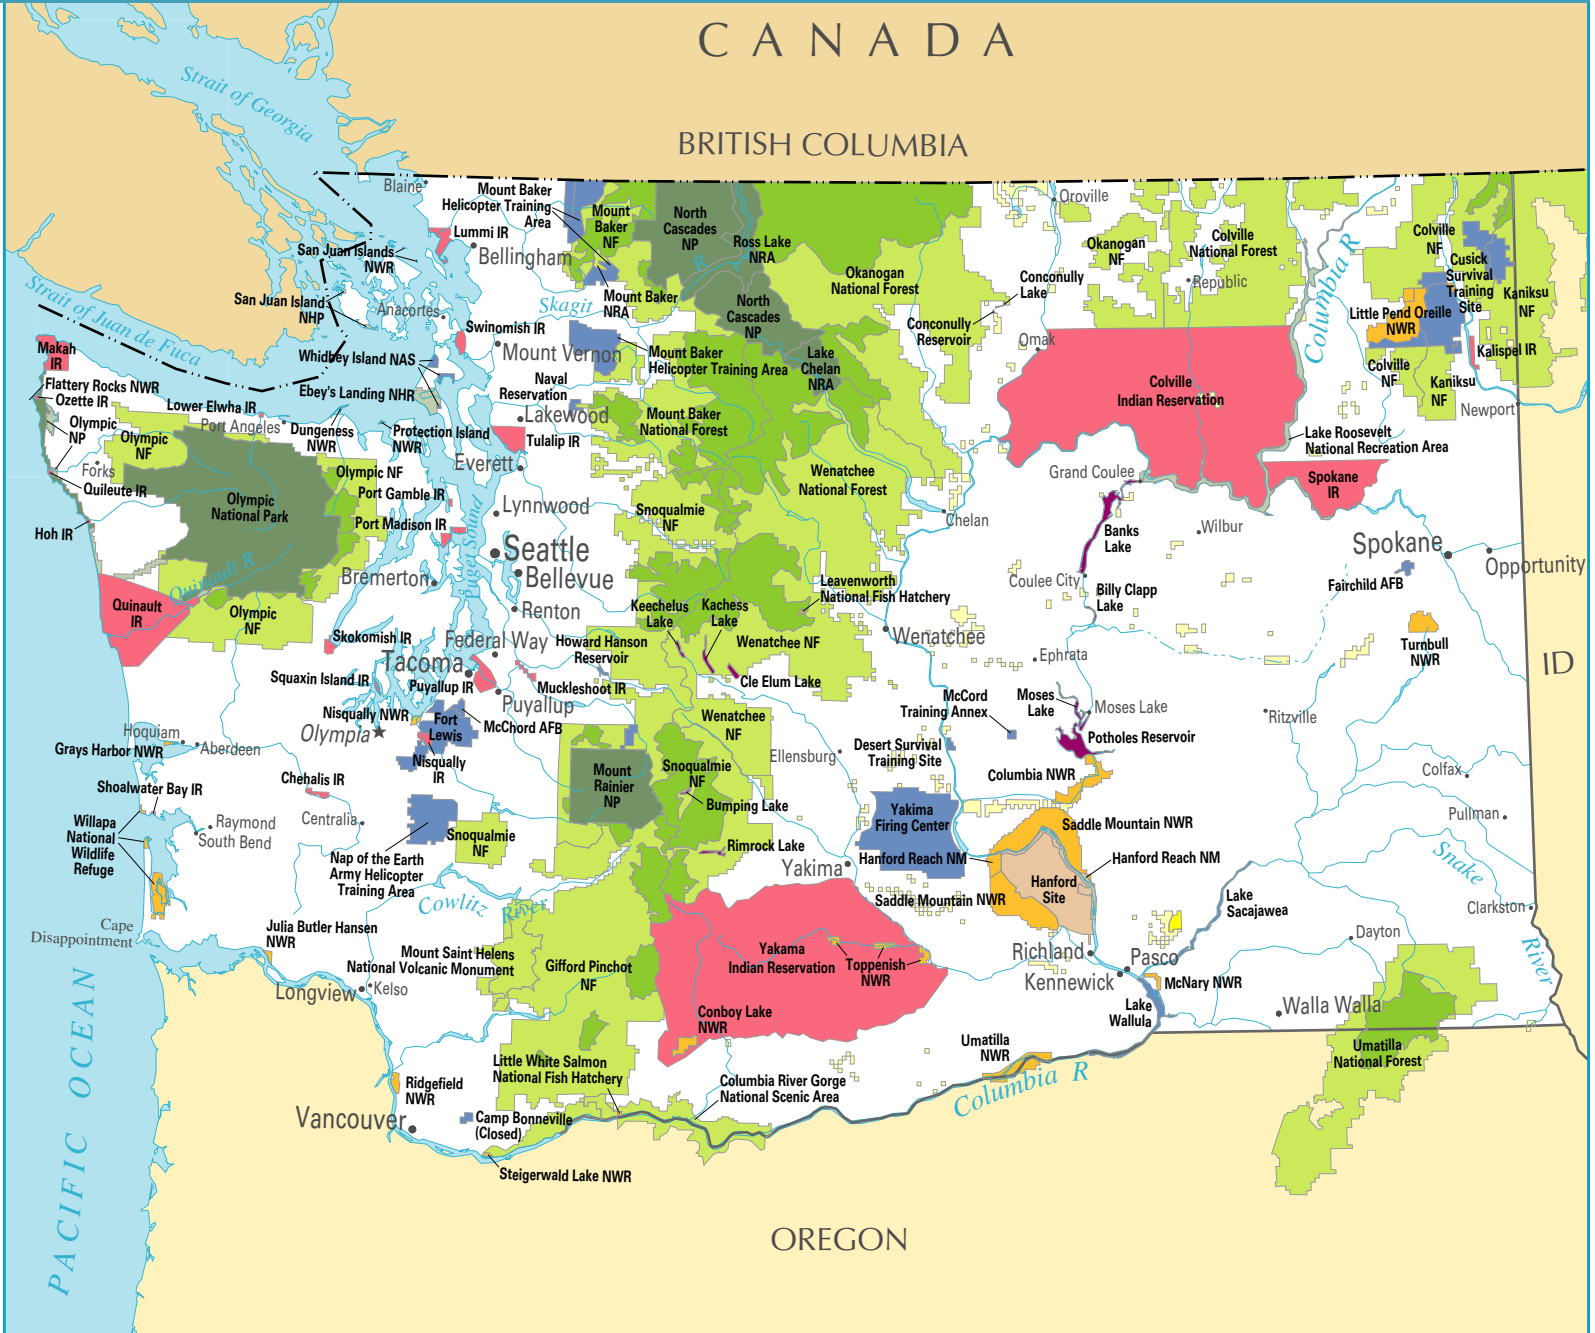 CANADA
BRITISH COLUMBIA
Strait of Georgia
Strait of Juan de Fuca
Blaine
Mount Baker
Helicopter Training
Area
Mount
Baker
NF
North
Cascades
NP
Ross Lake
NRA
Okanogan
National Forest
Oroville
Okanogan
NF
Colville
National Forest
Columbia R
Colville
NF
Cusick
Survival
Training
Site
Kaniksu
NF
Lummi IR
Bellingham
San Juan Islands
NWR
San Juan Island
NHP
Anacortes
Skagit
R
Mount Baker
NRA
North
Cascades
NP
Conconully
Lake
Conconully
Reservoir
Republic
Little Pend Oreille
NWR
Kalispel IR
Swinomish IR
Mount Vernon
Mount Baker
Helicopter Training Area
Lake
Chelan
NRA
Omak
Colville
Indian Reservation
Colville
NF
Kaniksu
NF
Newport
Makah
IR
Whidbey Island NAS
Flattery Rocks NWR
Ozette IR
Ebey's Landing NHR
Naval
Reservation
Lakewood
Lower Elwha IR
Port Angeles
Dungeness
NWR
Protection Island
NWR
Tulalip IR
Mount Baker
National Forest
Olympic
NP
Olympic
NF
Forks
Quileute IR
Olympic NF
Everett
Wenatchee
National Forest
Grand Coulee
Lake Roosevelt
National Recreation Area
Spokane
IR
Port Gamble IR
Olympic
National Park
Lynnwood
Snoqualmie
NF
Chelan
Banks
Lake
Wilbur
Spokane
Opportunity
Hoh IR
Port Madison IR
Puget Sound
Seattle
Bellevue
Bremerton
Quinault R
Renton
Leavenworth
National Fish Hatchery
Coulee City
Billy Clapp
Lake
Fairchild AFB
Quinault
IR
Olympic
NF
Keechelus
Lake
Kachess
Lake
Wenatchee NF
Wenatchee
Turnbull
NWR
ID
Skokomish IR
Federal Way
Tacoma
Howard Hanson
Reservoir
Cle Elum Lake
Ephrata
Squaxin Island IR
Puyallup IR
Muckleshoot IR
Puyallup
McCord
Training Annex
Moses
Lake
Moses Lake
Ritzville
Nisqually NWR
Olympia
Fort
Lewis
McChord AFB
Wenatchee
NF
Potholes Reservoir
Hoquiam
Grays Harbor NWR
Aberdeen
Nisqually
IR
Snoqualmie
NF
Ellensburg
Desert Survival
Training Site
Columbia NWR
Colfax
Chehalis IR
Mount
Rainier
NP
Bumping Lake
Shoalwater Bay IR
Willapa
National
Wildlife
Refuge
Raymond
South Bend
Centralia
Nap of the Earth
Army Helicopter
Training Area
Snoqualmie
NF
Rimrock Lake
Yakima
Firing Center
Saddle Mountain NWR
Pullman
Yakima
Hanford Reach NM
Hanford Reach NM
Hanford
Site
Snake
River
Cowlitz
River
Saddle Mountain NWR
Lake
Sacajawea
Clarkston
Cape
Disappointment
Julia Butler Hansen
NWR
Mount Saint Helens
National Volcanic Monument
Gifford Pinchot
NF
Yakama
Indian Reservation
Toppenish
NWR
Richland
Pasco
Kennewick
Dayton
Longview
Kelso
Conboy Lake
NWR
McNary NWR
Lake
Wallula
Walla Walla
PACIFIC OCEAN
Umatilla
NWR
Umatilla
National Forest
Little White Salmon
National Fish Hatchery
Ridgefield
NWR
Columbia River Gorge
National Scenic Area
Columbia R
Vancouver
Camp Bonneville
(Closed)
Steigerwald Lake NWR
OREGON